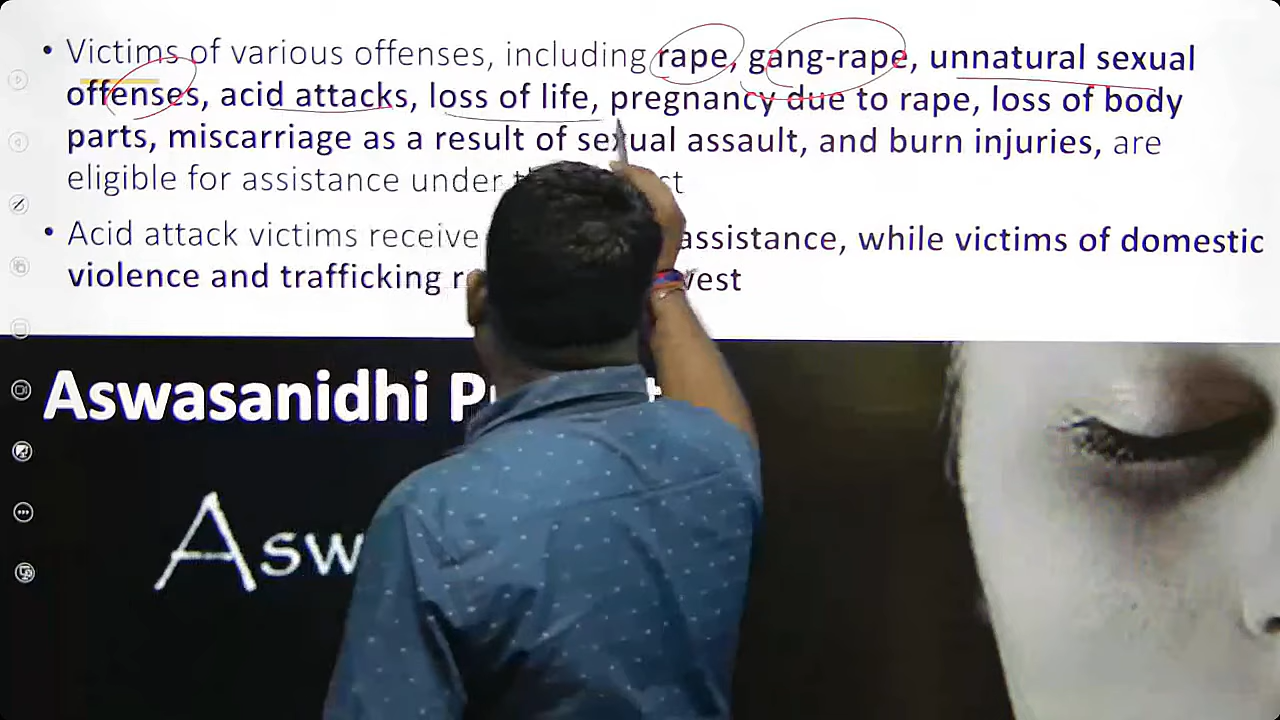 • Victims of various offenses, including rape, gang-rape, unnatural sexual
offenses, acid attacks, loss of life, pregnancy due to rape, loss of body
parts, miscarriage as a result of sexual assault, and burn injuries, are
eligible for assistance under
• Acid attack victims receive assistance, while victims of domestic
violence and trafficking
Aswasanidhi